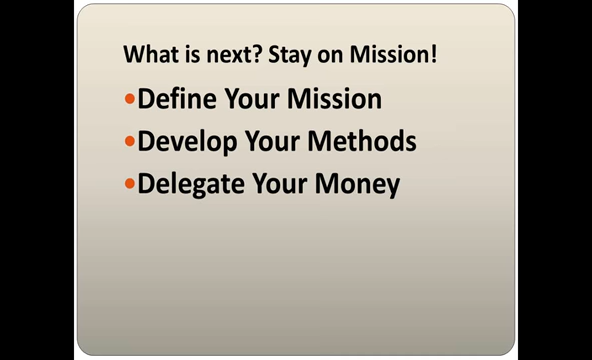 What is next? Stay on Mission!
•Define Your Mission
•Develop Your Methods
•Delegate Your Money